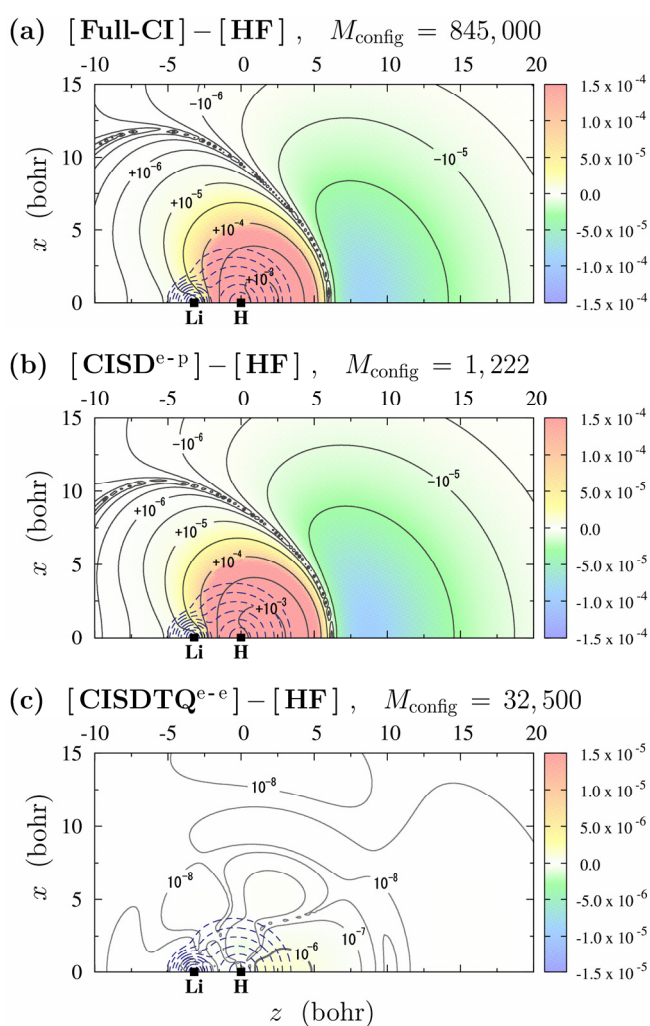 (a) [Full-CI]−[HF] , M_config = 845,000
-10 -5 0 5 10 15 20
15 −10⁻⁶ 1.5 x 10⁻⁴
1.0 x 10⁻⁴
10 +10⁻⁶ −10⁻⁵ 5.0 x 10⁻⁵
+10⁻⁵ 0.0
5 +10⁻⁴ -5.0 x 10⁻⁵
-1.0 x 10⁻⁴
+10⁻³
0 -1.5 x 10⁻⁴
Li H
x (bohr)
(b) [CISD^e-p]−[HF] , M_config = 1,222
-10 -5 0 5 10 15 20
15 −10⁻⁶ 1.5 x 10⁻⁴
1.0 x 10⁻⁴
10 +10⁻⁶ −10⁻⁵ 5.0 x 10⁻⁵
+10⁻⁵ 0.0
5 +10⁻⁴ -5.0 x 10⁻⁵
-1.0 x 10⁻⁴
+10⁻³
0 -1.5 x 10⁻⁴
Li H
x (bohr)
(c) [CISDTQ^e-e]−[HF] , M_config = 32,500
-10 -5 0 5 10 15 20
15 1.5 x 10⁻⁵
10⁻⁸ 1.0 x 10⁻⁵
10 5.0 x 10⁻⁶
10⁻⁸ 10⁻⁸ 0.0
5 -5.0 x 10⁻⁶
10⁻⁷
10⁻⁶ -1.0 x 10⁻⁵
0 -1.5 x 10⁻⁵
Li H
x (bohr)
z (bohr)